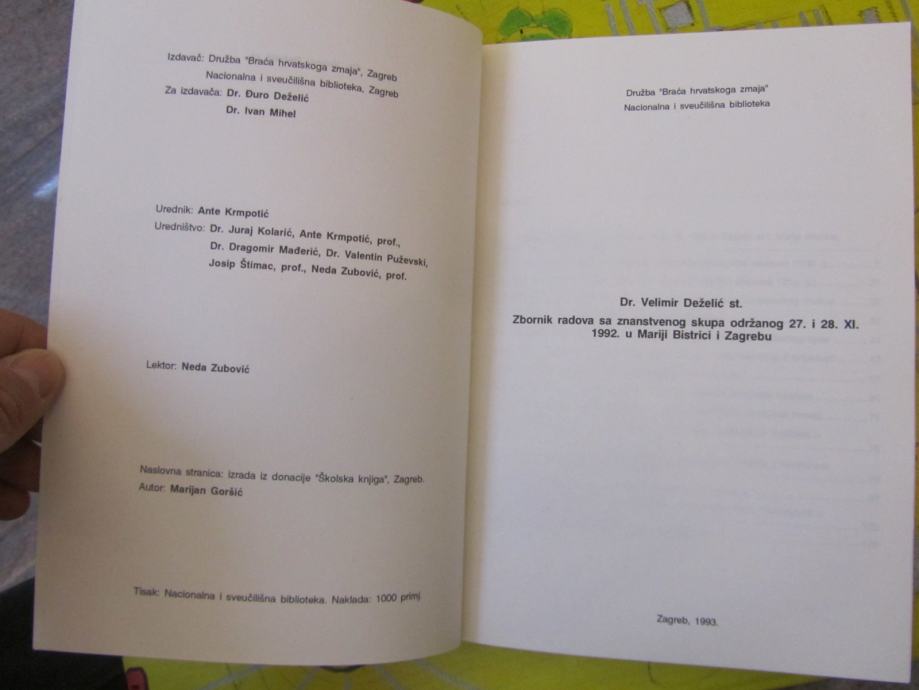 Izdavač: Družba "Braća hrvatskoga zmaja", Zagreb
Nacionalna i sveučilišna biblioteka, Zagreb
Za izdavača: Dr. Đuro Deželić
Dr. Ivan Mihel
Urednik: Ante Krmpotić
Uredništvo: Dr. Juraj Kolarić, Ante Krmpotić, prof.,
Dr. Dragomir Mađerić, Dr. Valentin Puževski,
Josip Štimac, prof., Neda Zubović, prof.
Lektor: Neda Zubović
Naslovna stranica: izrada iz donacije "Školska knjiga", Zagreb.
Autor: Marijan Goršić
Tisak: Nacionalna i sveučilišna biblioteka. Naklada: 1000 primj
Družba "Braća hrvatskoga zmaja"
Nacionalna i sveučilišna biblioteka
Dr. Velimir Deželić st.
Zbornik radova sa znanstvenog skupa održanog 27. i 28. XI.
1992. u Mariji Bistrici i Zagrebu
Zagreb, 1993.